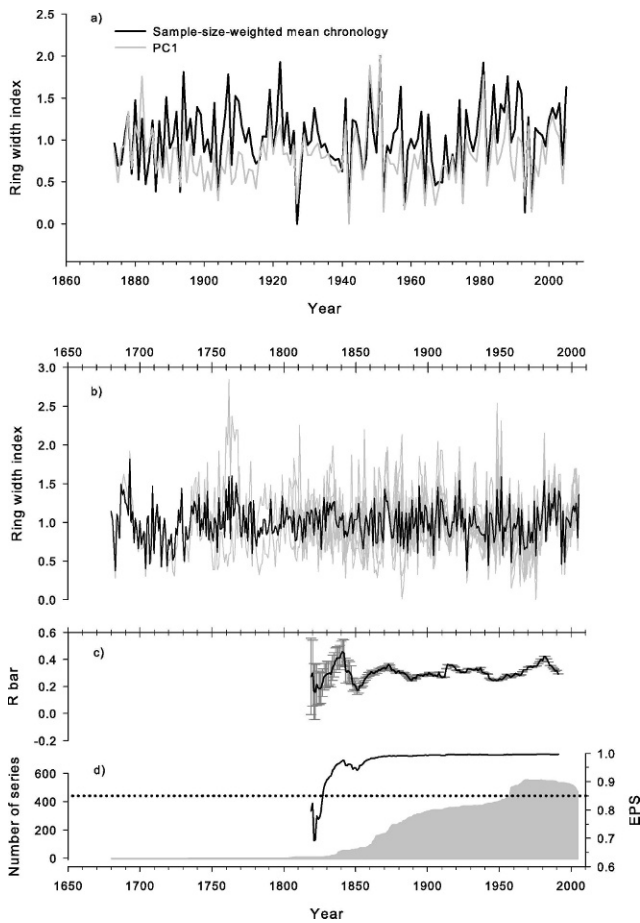 a)
Sample-size-weighted mean chronology
PC1
2.5
2.0
1.5
1.0
0.5
0.0
Ring width index
1860 1880 1900 1920 1940 1960 1980 2000
Year
1650 1700 1750 1800 1850 1900 1950 2000
b)
3.0
2.5
2.0
1.5
1.0
0.5
0.0
Ring width index
c)
0.6
0.4
0.2
0.0
-0.2
R bar
d)
600
400
200
0
Number of series
1.0
0.9
0.8
0.7
0.6
EPS
1650 1700 1750 1800 1850 1900 1950 2000
Year